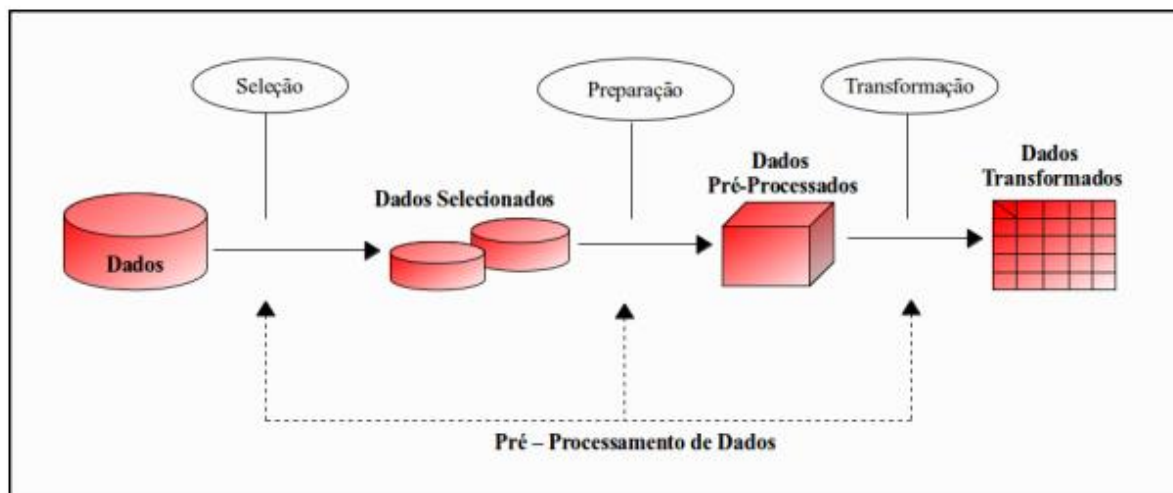 Seleção
Preparação
Transformação
Dados
Dados Selecionados
Dados
Pré-Processados
Dados
Transformados
Pré – Processamento de Dados